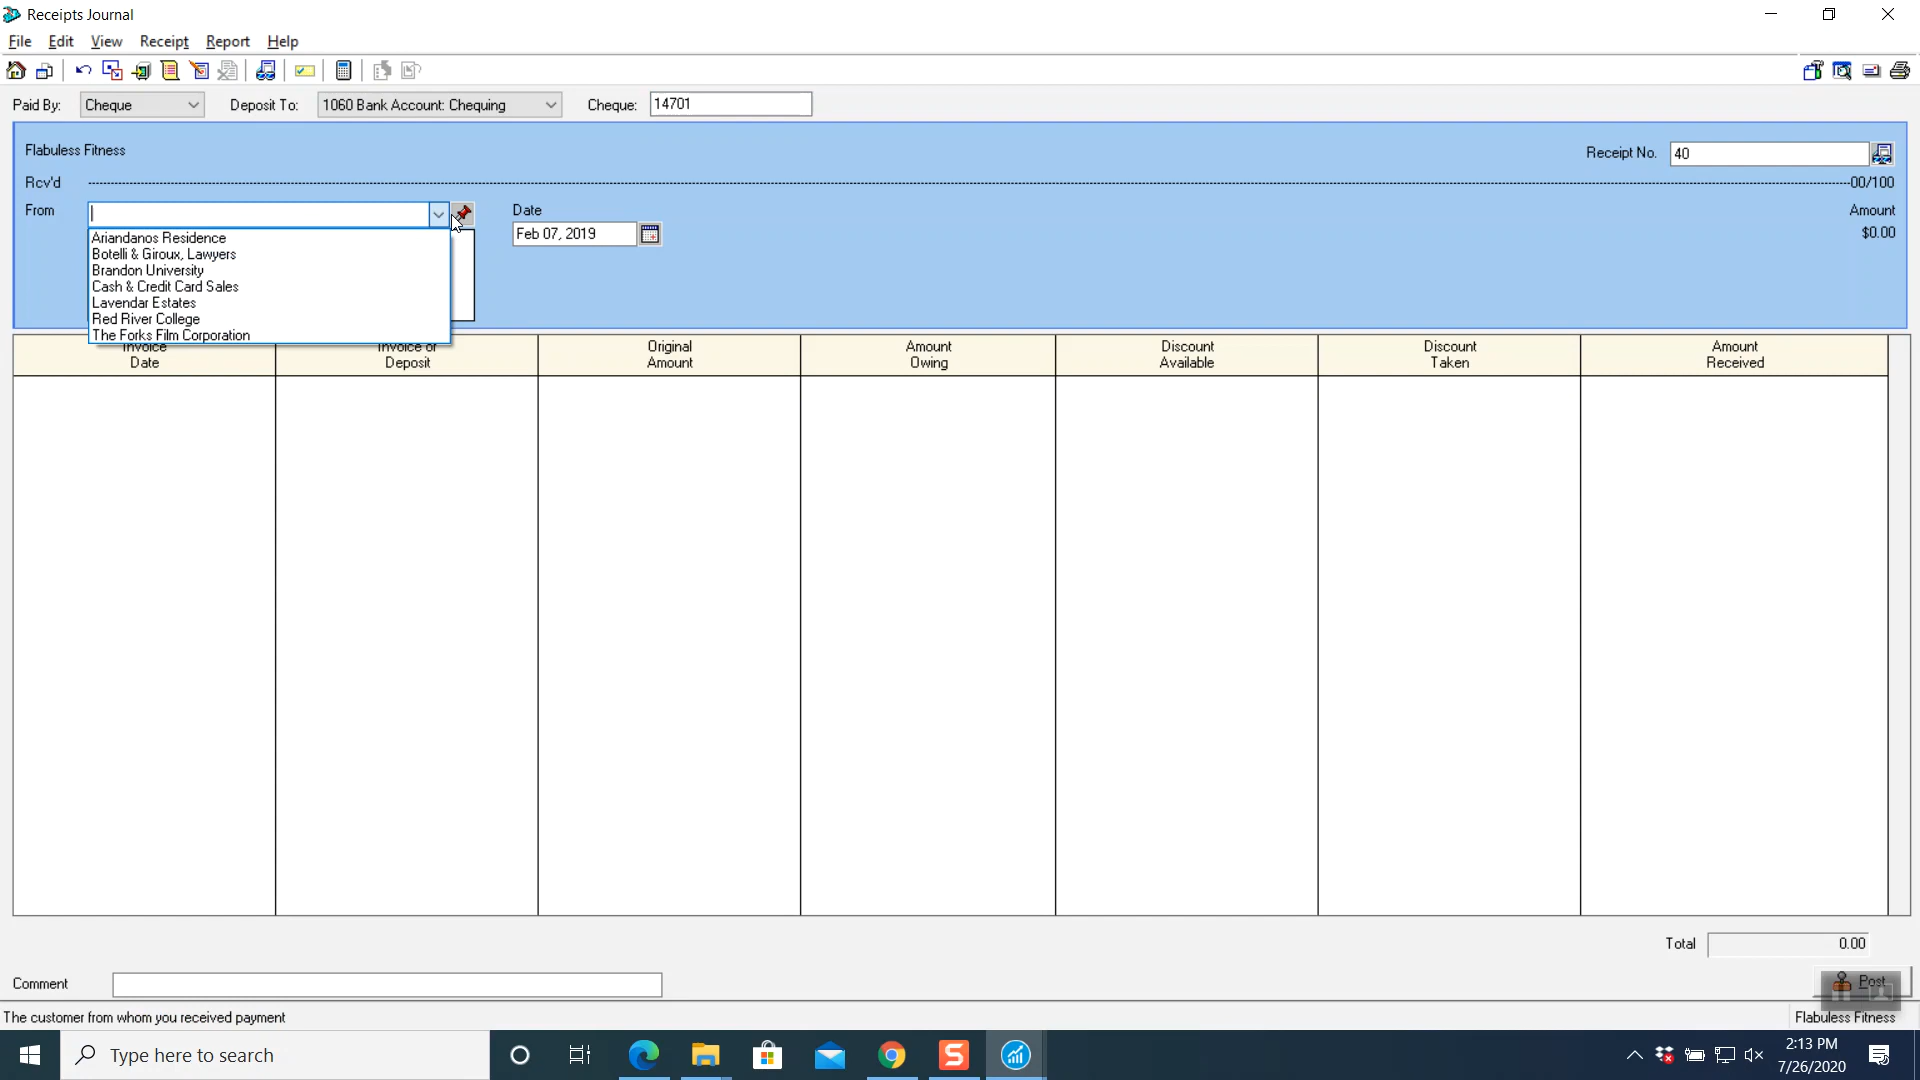 Receipts Journal
File Edit View Receipt Report Help
Paid By: Cheque Deposit To: 1060 Bank Account: Chequing Cheque: 14701
Flabuless Fitness
Receipt No. 40
Rcv'd 00/100
From Date Amount
Feb 07, 2019 $0.00
Ariandanos Residence
Botelli & Giroux, Lawyers
Brandon University
Cash & Credit Card Sales
Lavendar Estates
Red River College
The Forks Film Corporation
Invoice Date
Invoice or Deposit
Original Amount
Amount Owing
Discount Available
Discount Taken
Amount Received
Total 0.00
Comment
Post
The customer from whom you received payment
Flabuless Fitness
Type here to search
S
2:13 PM
7/26/2020